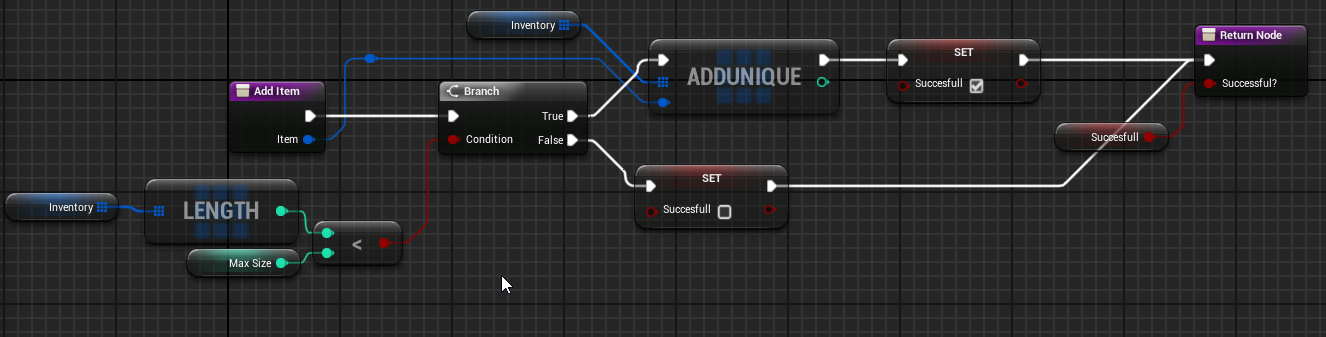 Inventory
SET
Return Node
ADDUNIQUE
Succesfull
Successful?
Add Item
Branch
True
Item
Condition
False
Succesfull
SET
Succesfull
Inventory
LENGTH
<
Max Size